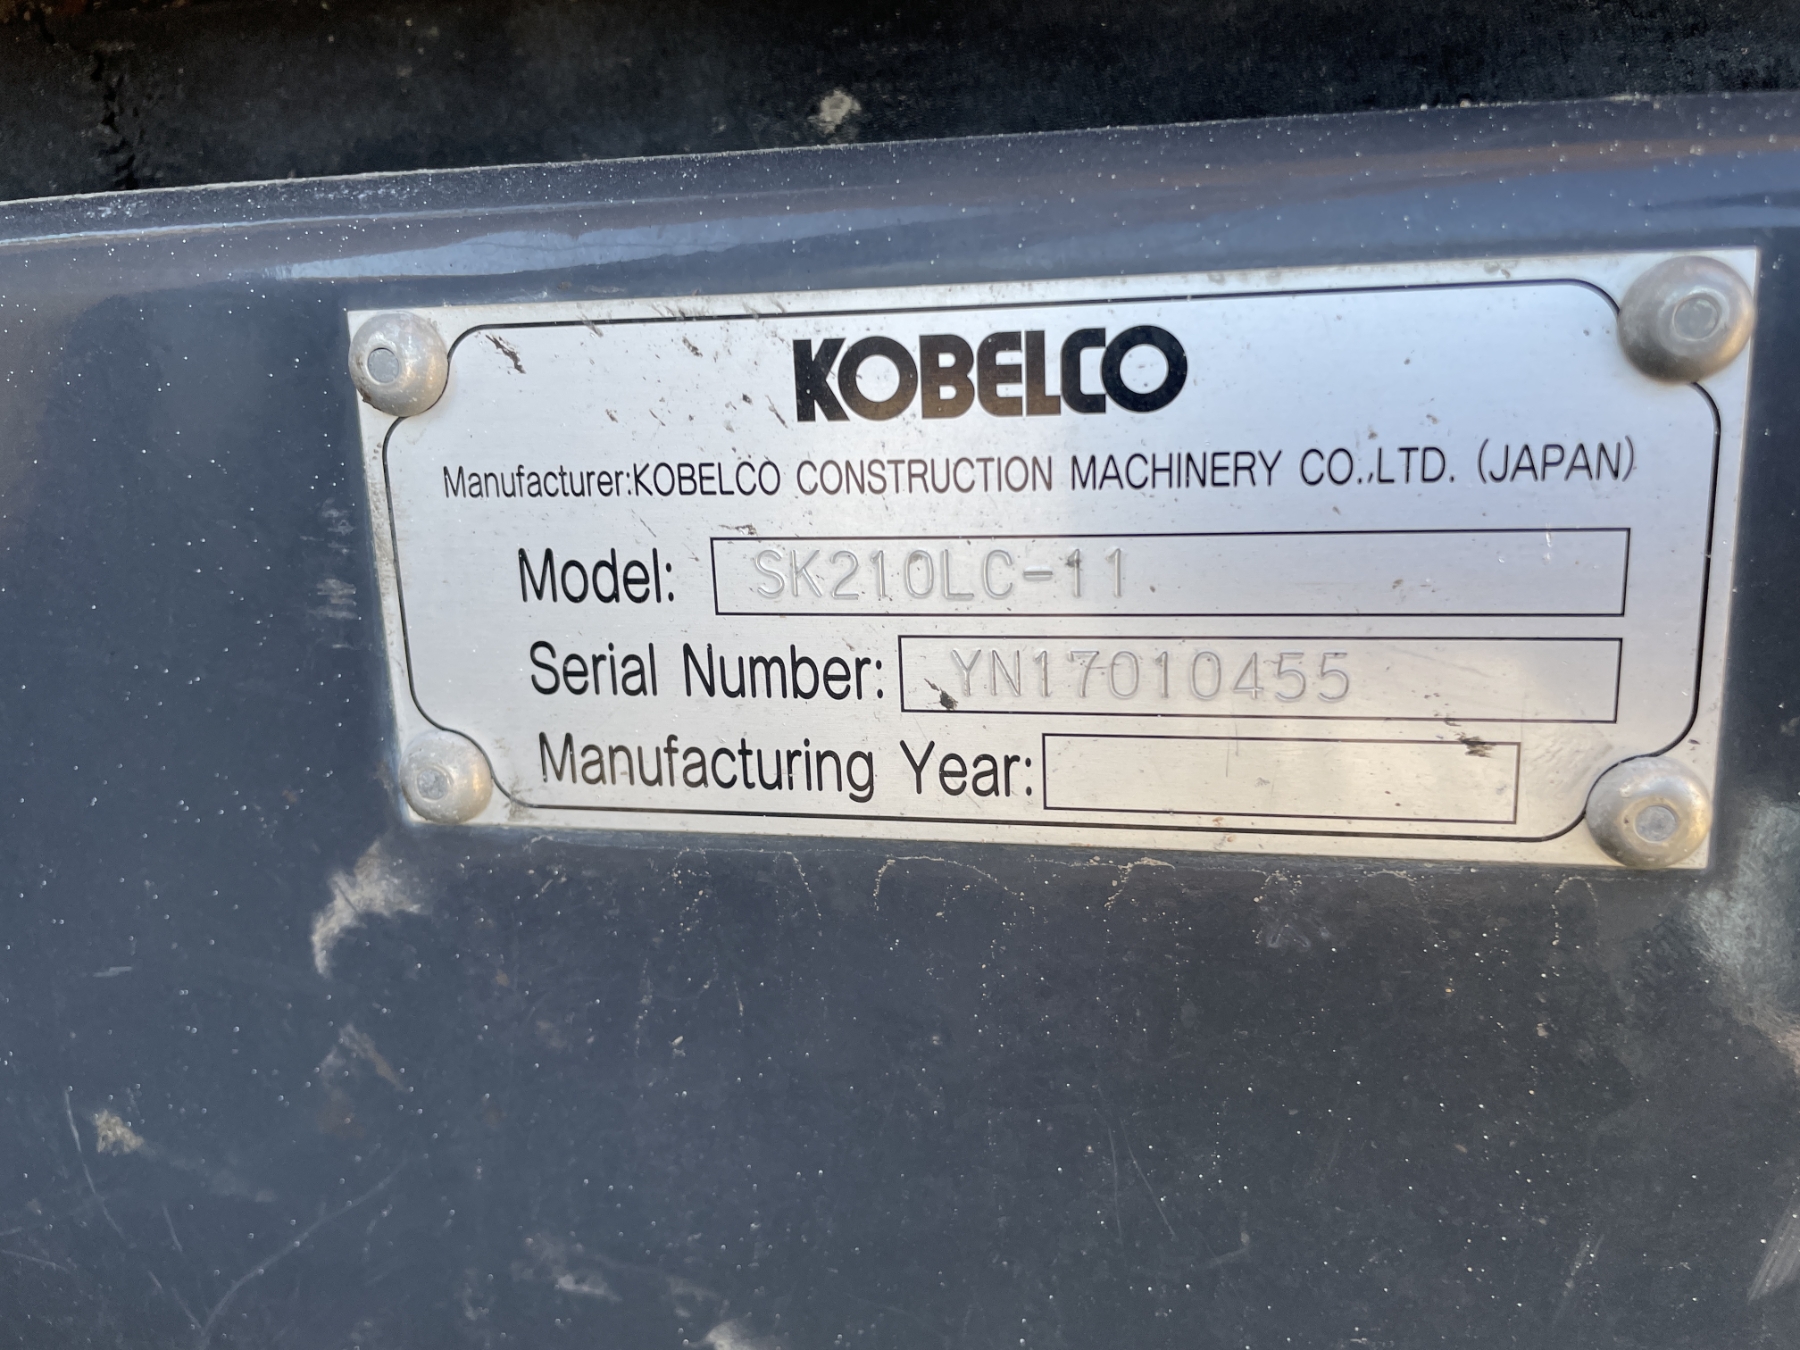 KOBELCO
Manufacturer:KOBELCO CONSTRUCTION MACHINERY CO.,LTD. (JAPAN)
Model: SK210LC-11
Serial Number: YN17010455
Manufacturing Year: